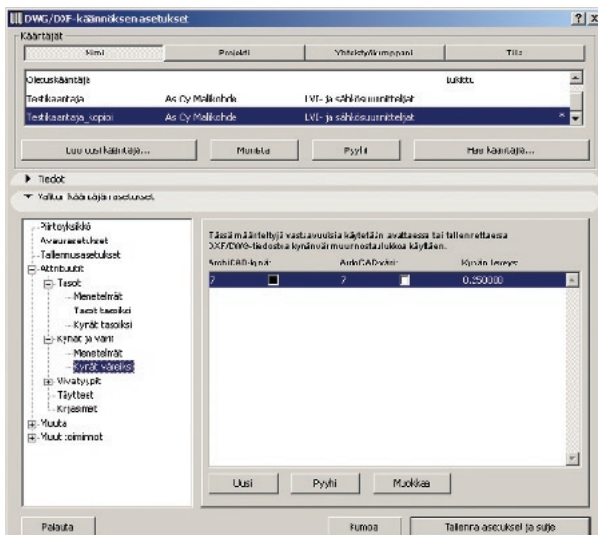 DWG/DXF-käännöksen asetukset
Kääntäjät
Nimi Projekti Yhteistyökumppani Tila
Oletuskääntäjä Lukittu
Testikaantaja As Oy Mallikohde LVI- ja sähkösuunnittelijat
Testikaantaja_kopioi As Oy Mallikohde LVI- ja sähkösuunnittelijat *
Luo uusi kääntäjä... Muokkaa Pyyhi Hae kääntäjä...
Tiedot
Valitun kääntäjän asetukset
Piirtoyksikkö
Avausasetukset
Tallennusasetukset
Attribuutit
Tasot
Menetelmät
Tasot tasoiksi
Kynät tasoiksi
Kynät ja värit
Menetelmät
Kynät väreiksi
Viivatyypit
Täytteet
Kirjasimet
Muuta
Muut toiminnot
Tässä määriteltyjä vastaavuuksia käytetään avattaessa tai tallennettaessa
DXF/DWG-tiedostoa kynänvärmuunnostaulukkoa käyttäen.
ArchiCAD-kynä: AutoCAD-väri: Kynän leveys:
7 7 0.250000
Uusi Pyyhi Muokkaa
Palauta Kumoa Tallenna asetukset ja sulje